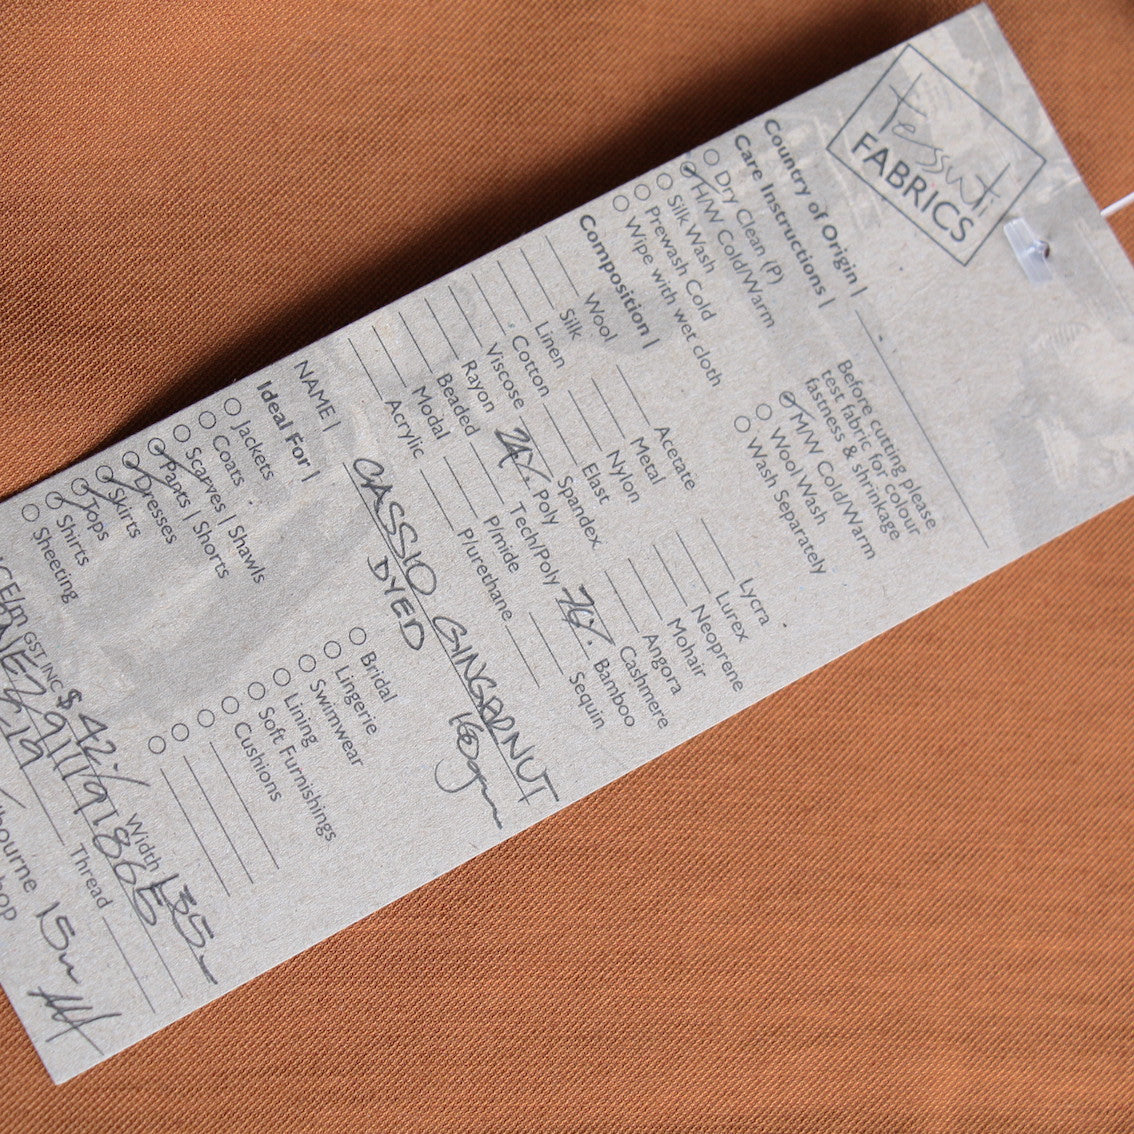 tessuti
FABRICS
Country of Origin |
Care Instructions |
Dry Clean (P)
H/W Cold/Warm
Silk Wash
Prewash Cold
Wipe with wet cloth
Before cutting please
test fabric for colour
fastness & shrinkage
M/W Cold/Warm
Wool Wash
Wash Separately
Composition |
Wool
Silk
Linen
Cotton
Viscose
Rayon
Beaded
Modal
Acrylic
Acetate
Metal
Nylon
Elast
Spandex
24% Poly
Tech/Poly
P/mide
P/urethane
Lycra
Lurex
Neoprene
Mohair
Angora
Cashmere
76% Bamboo
Sequin
NAME | CASSIO GINGERNUT
DYED 160gm
Ideal For |
Jackets
Coats
Scarves | Shawls
Pants | Shorts
Dresses
Skirts
Tops
Shirts
Sheeting
Bridal
Lingerie
Swimwear
Lining
Soft Furnishings
Cushions
GST INC $ 42% Width 135
Thread
15m